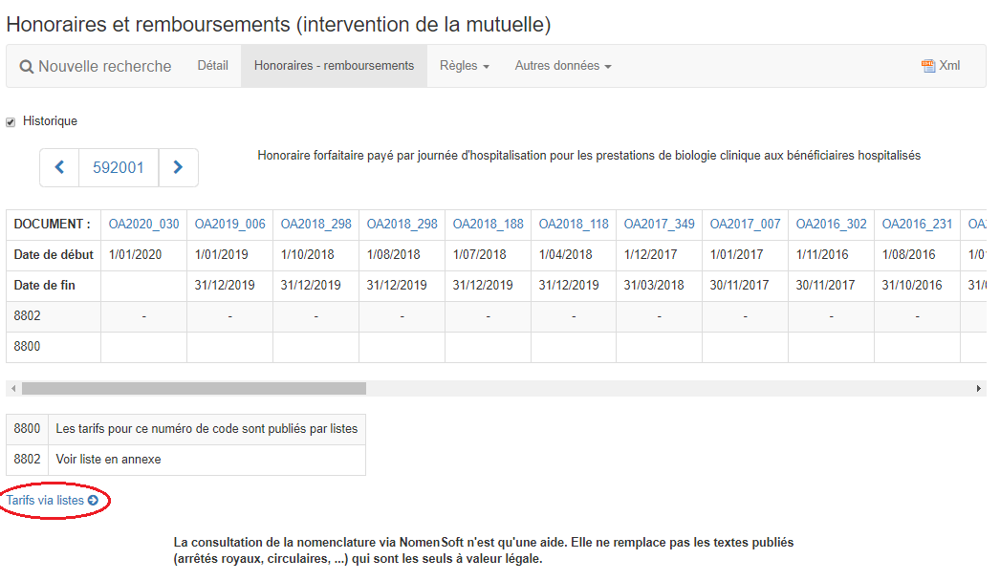 Honoraires et remboursements (intervention de la mutuelle)
Nouvelle recherche Détail Honoraires - remboursements Règles Autres données Xml
Historique
592001 Honoraire forfaitaire payé par journée d'hospitalisation pour les prestations de biologie clinique aux bénéficiaires hospitalisés
DOCUMENT : OA2020_030 OA2019_006 OA2018_298 OA2018_298 OA2018_188 OA2018_118 OA2017_349 OA2017_007 OA2016_302 OA2016_231
Date de début 1/01/2020 1/01/2019 1/10/2018 1/08/2018 1/07/2018 1/04/2018 1/12/2017 1/01/2017 1/11/2016 1/08/2016
Date de fin 31/12/2019 31/12/2019 31/12/2019 31/12/2019 31/12/2019 31/03/2018 30/11/2017 30/11/2017 31/10/2016
8802 - - - - - - - - - -
8800
8800 Les tarifs pour ce numéro de code sont publiés par listes
8802 Voir liste en annexe
Tarifs via listes
La consultation de la nomenclature via NomenSoft n'est qu'une aide. Elle ne remplace pas les textes publiés
(arrêtés royaux, circulaires, ...) qui sont les seuls à valeur légale.